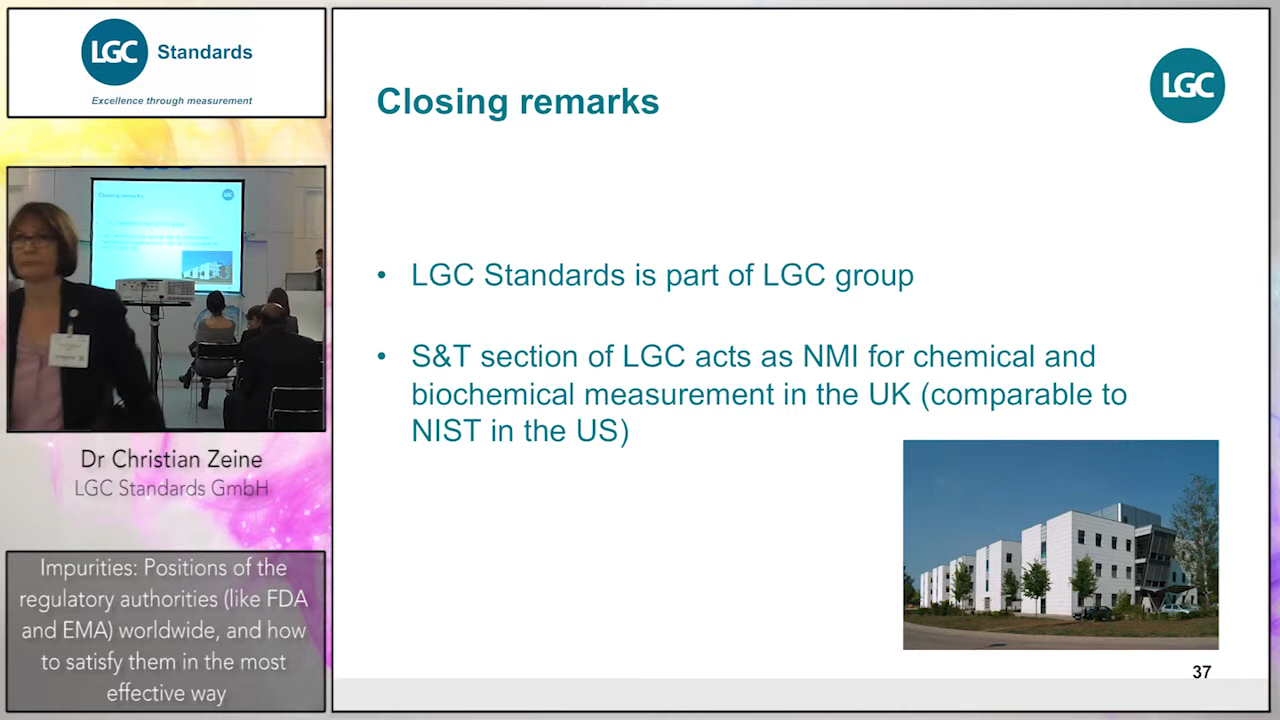 LGC Standards
Excellence through measurement
Dr Christian Zeine
LGC Standards GmbH
Impurities: Positions of the
regulatory authorities (like FDA
and EMA) worldwide, and how
to satisfy them in the most
effective way
LGC
Closing remarks
• LGC Standards is part of LGC group
• S&T section of LGC acts as NMI for chemical and
biochemical measurement in the UK (comparable to
NIST in the US)
37
Closing remarks